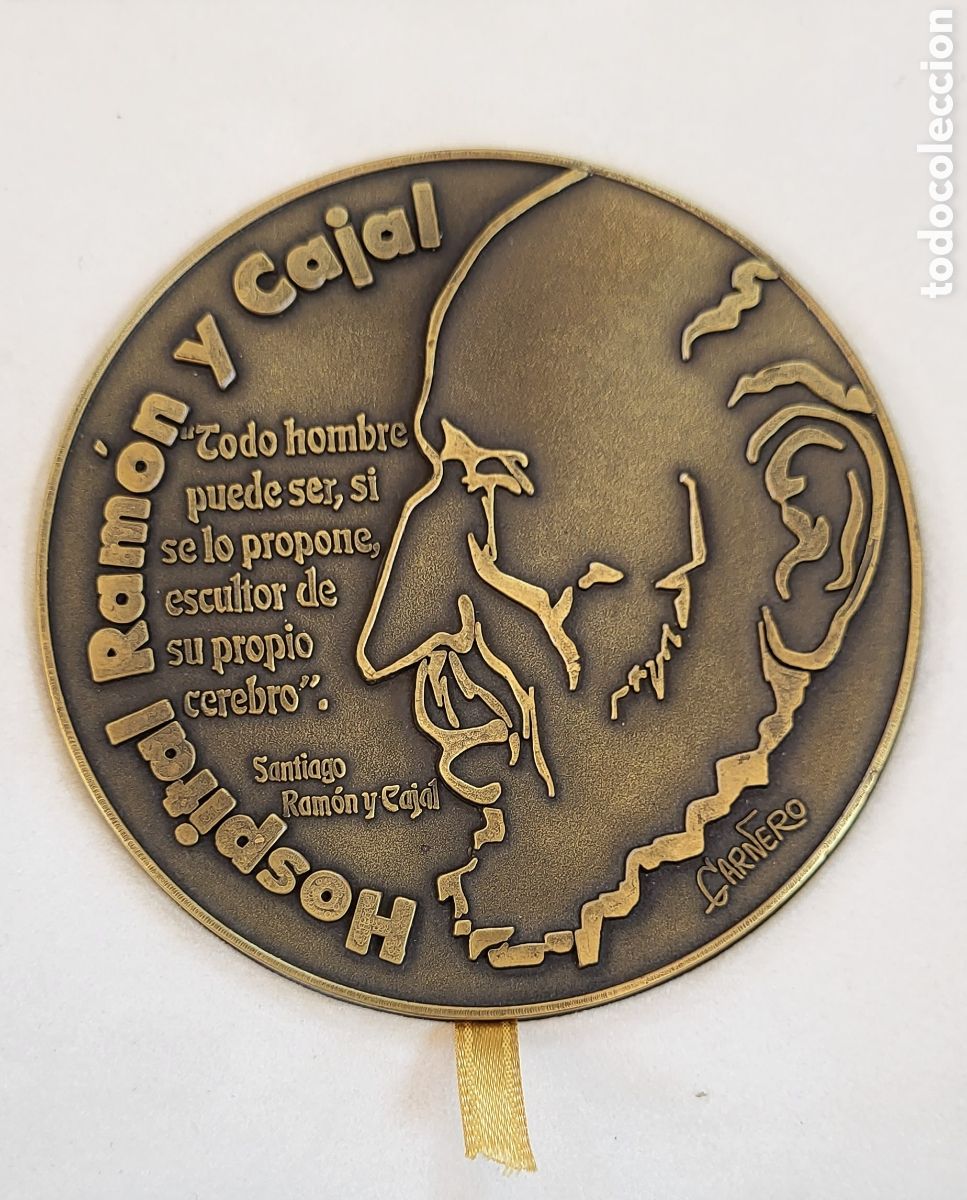 Hospital Ramón y Cajal
“Todo hombre
puede ser, si
se lo propone,
escultor de
su propio
cerebro”.
Santiago
Ramón y Cajal
CARÑERO
todocoleccion